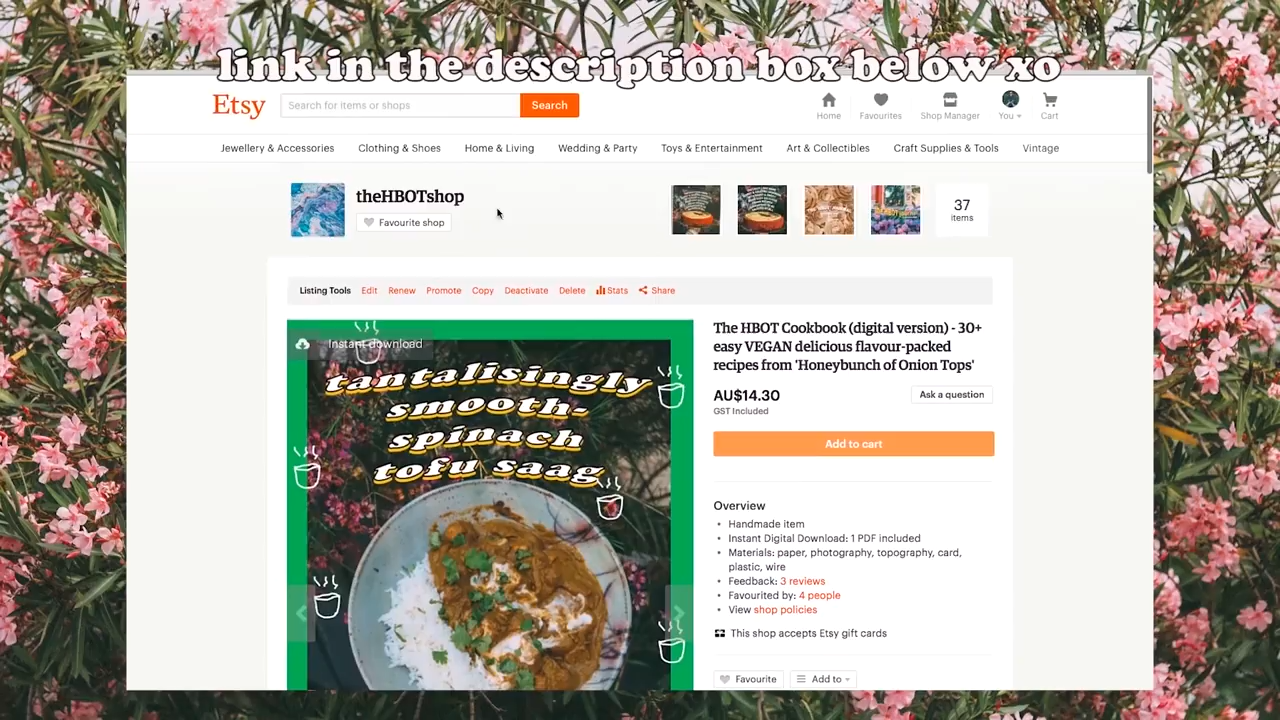 link in the description box below xo
Etsy
Search for items or shops
Search
Home
Favourites
Shop Manager
You
Cart
Jewellery & Accessories
Clothing & Shoes
Home & Living
Wedding & Party
Toys & Entertainment
Art & Collectibles
Craft Supplies & Tools
Vintage
theHBOTshop
Favourite shop
37
items
Listing Tools Edit Renew Promote Copy Deactivate Delete Stats Share
Instant download
tantalisingly
smooth-
spinach
tofu saag
The HBOT Cookbook (digital version) - 30+
easy VEGAN delicious flavour-packed
recipes from 'Honeybunch of Onion Tops'
AU$14.30
GST Included
Ask a question
Add to cart
Overview
• Handmade item
• Instant Digital Download: 1 PDF included
• Materials: paper, photography, topography, card,
plastic, wire
• Feedback: 3 reviews
• Favourited by: 4 people
• View shop policies
This shop accepts Etsy gift cards
Favourite
Add to